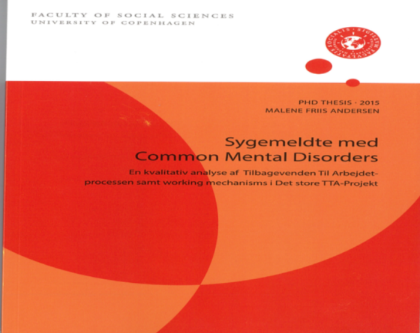 FACULTY OF SOCIAL SCIENCES
UNIVERSITY OF COPENHAGEN
PHD THESIS · 2015
MALENE FRIIS ANDERSEN
Sygemeldte med
Common Mental Disorders
En kvalitativ analyse af Tilbagevenden Til Arbejdet-
processen samt working mechanisms i Det store TTA-Projekt